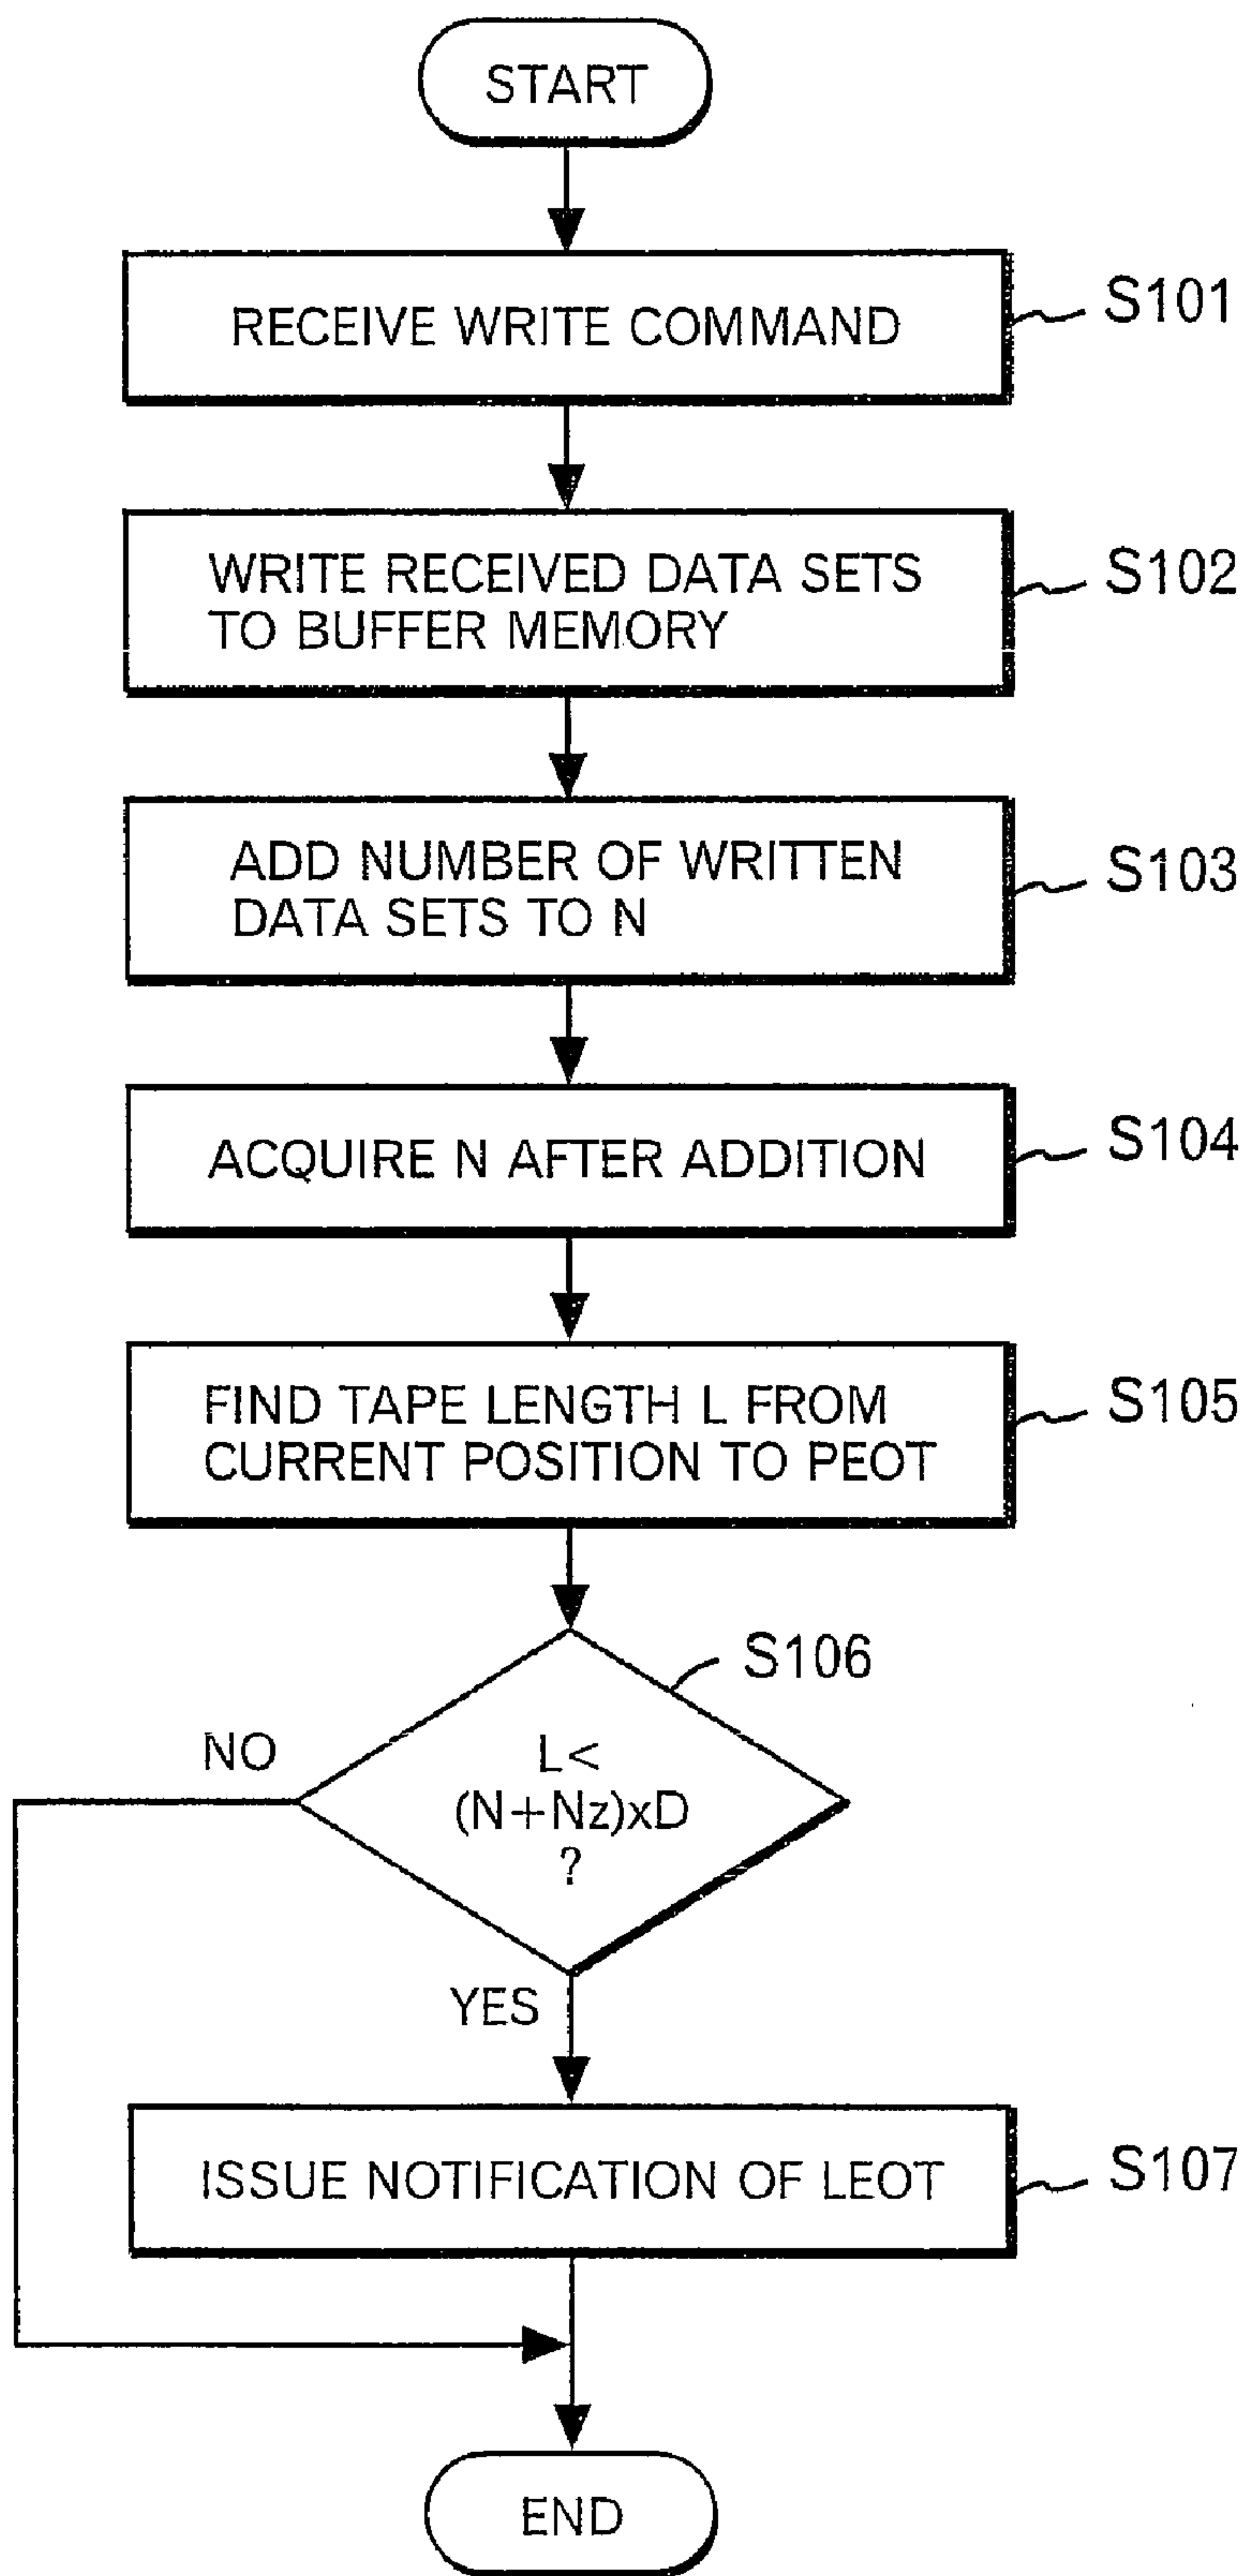 START
RECEIVE WRITE COMMAND
S101
WRITE RECEIVED DATA SETS
TO BUFFER MEMORY
S102
ADD NUMBER OF WRITTEN
DATA SETS TO N
S103
ACQUIRE N AFTER ADDITION
S104
FIND TAPE LENGTH L FROM
CURRENT POSITION TO PEOT
S105
S106
NO
L<
(N+Nz)xD
?
YES
ISSUE NOTIFICATION OF LEOT
S107
END